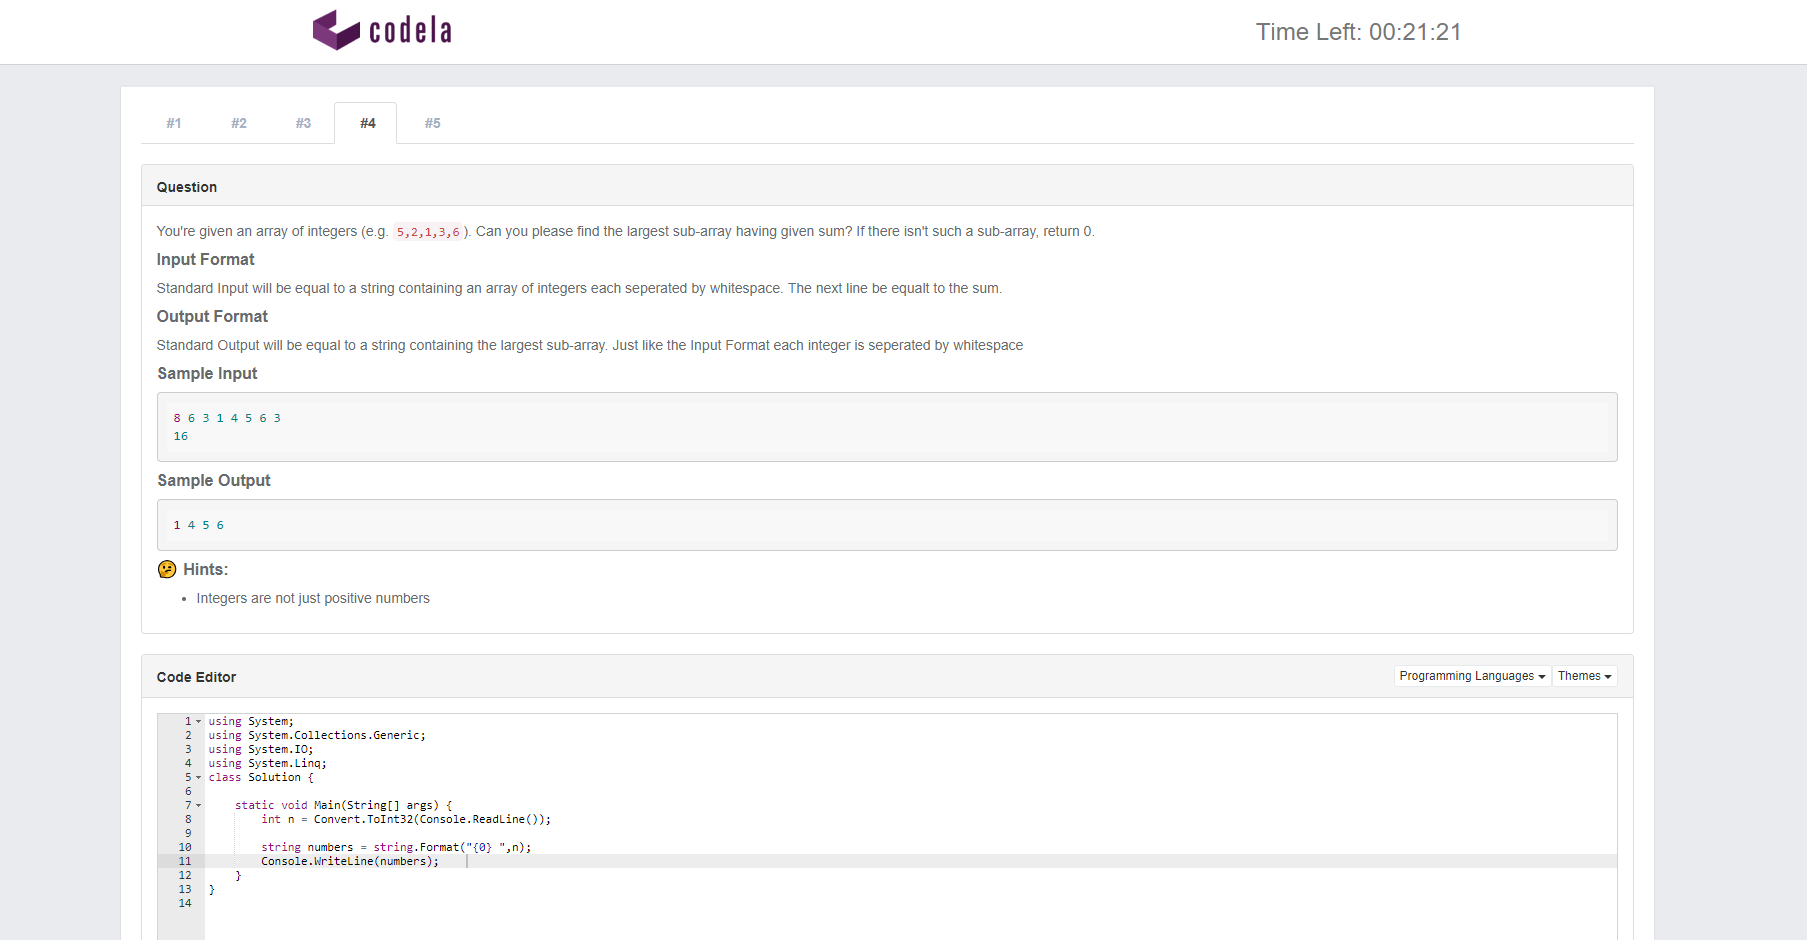 codela
Time Left: 00:21:21
#1 #2 #3 #4 #5
Question
You're given an array of integers (e.g. 5,2,1,3,6 ). Can you please find the largest sub-array having given sum? If there isn't such a sub-array, return 0.
Input Format
Standard Input will be equal to a string containing an array of integers each seperated by whitespace. The next line be equalt to the sum.
Output Format
Standard Output will be equal to a string containing the largest sub-array. Just like the Input Format each integer is seperated by whitespace
Sample Input
8 6 3 1 4 5 6 3
16
Sample Output
1 4 5 6
Hints:
• Integers are not just positive numbers
Code Editor
Programming Languages Themes
1 using System;
2 using System.Collections.Generic;
3 using System.IO;
4 using System.Linq;
5 class Solution {
6
7 static void Main(String[] args) {
8 int n = Convert.ToInt32(Console.ReadLine());
9
10 string numbers = string.Format("{0} ",n);
11 Console.WriteLine(numbers);
12 }
13 }
14